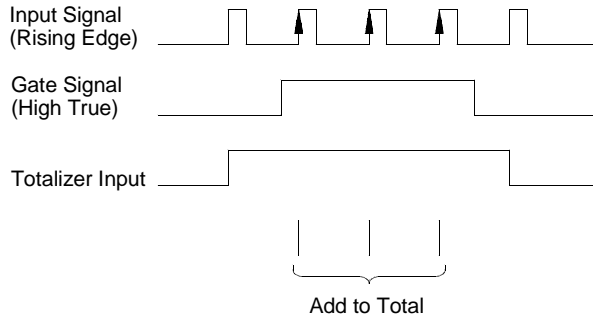 Input Signal
(Rising Edge)
Gate Signal
(High True)
Totalizer Input
Add to Total